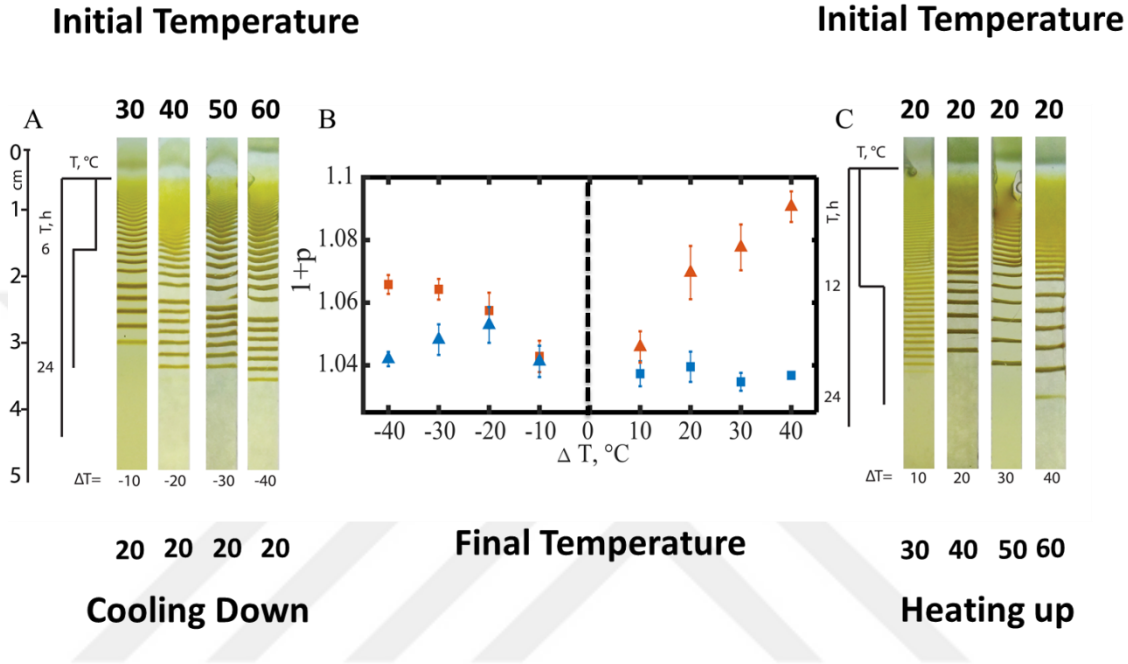 Initial Temperature
Initial Temperature
30 40 50 60
20 20 20 20
A
B
C
T, °C
T, °C
0
cm
1
2
3
4
5
T, h
6
24
1+p
1.1
1.08
1.06
1.04
-40 -30 -20 -10 0 10 20 30 40
Δ T, °C
T, h
12
24
ΔT= -10 -20 -30 -40
ΔT= 10 20 30 40
20 20 20 20
Final Temperature
30 40 50 60
Cooling Down
Heating up